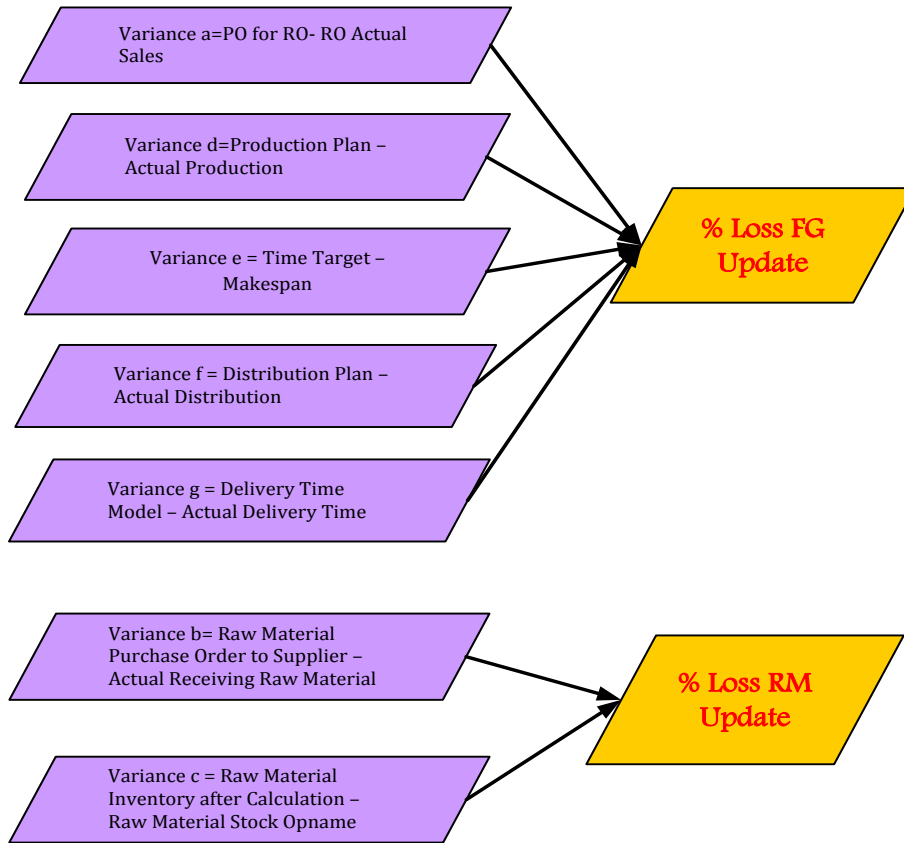 Variance a=PO for RO- RO Actual
Sales
Variance d=Production Plan –
Actual Production
Variance e = Time Target –
Makespan
Variance f = Distribution Plan –
Actual Distribution
Variance g = Delivery Time
Model – Actual Delivery Time
% Loss FG
Update
Variance b= Raw Material
Purchase Order to Supplier –
Actual Receiving Raw Material
Variance c = Raw Material
Inventory after Calculation –
Raw Material Stock Opname
% Loss RM
Update